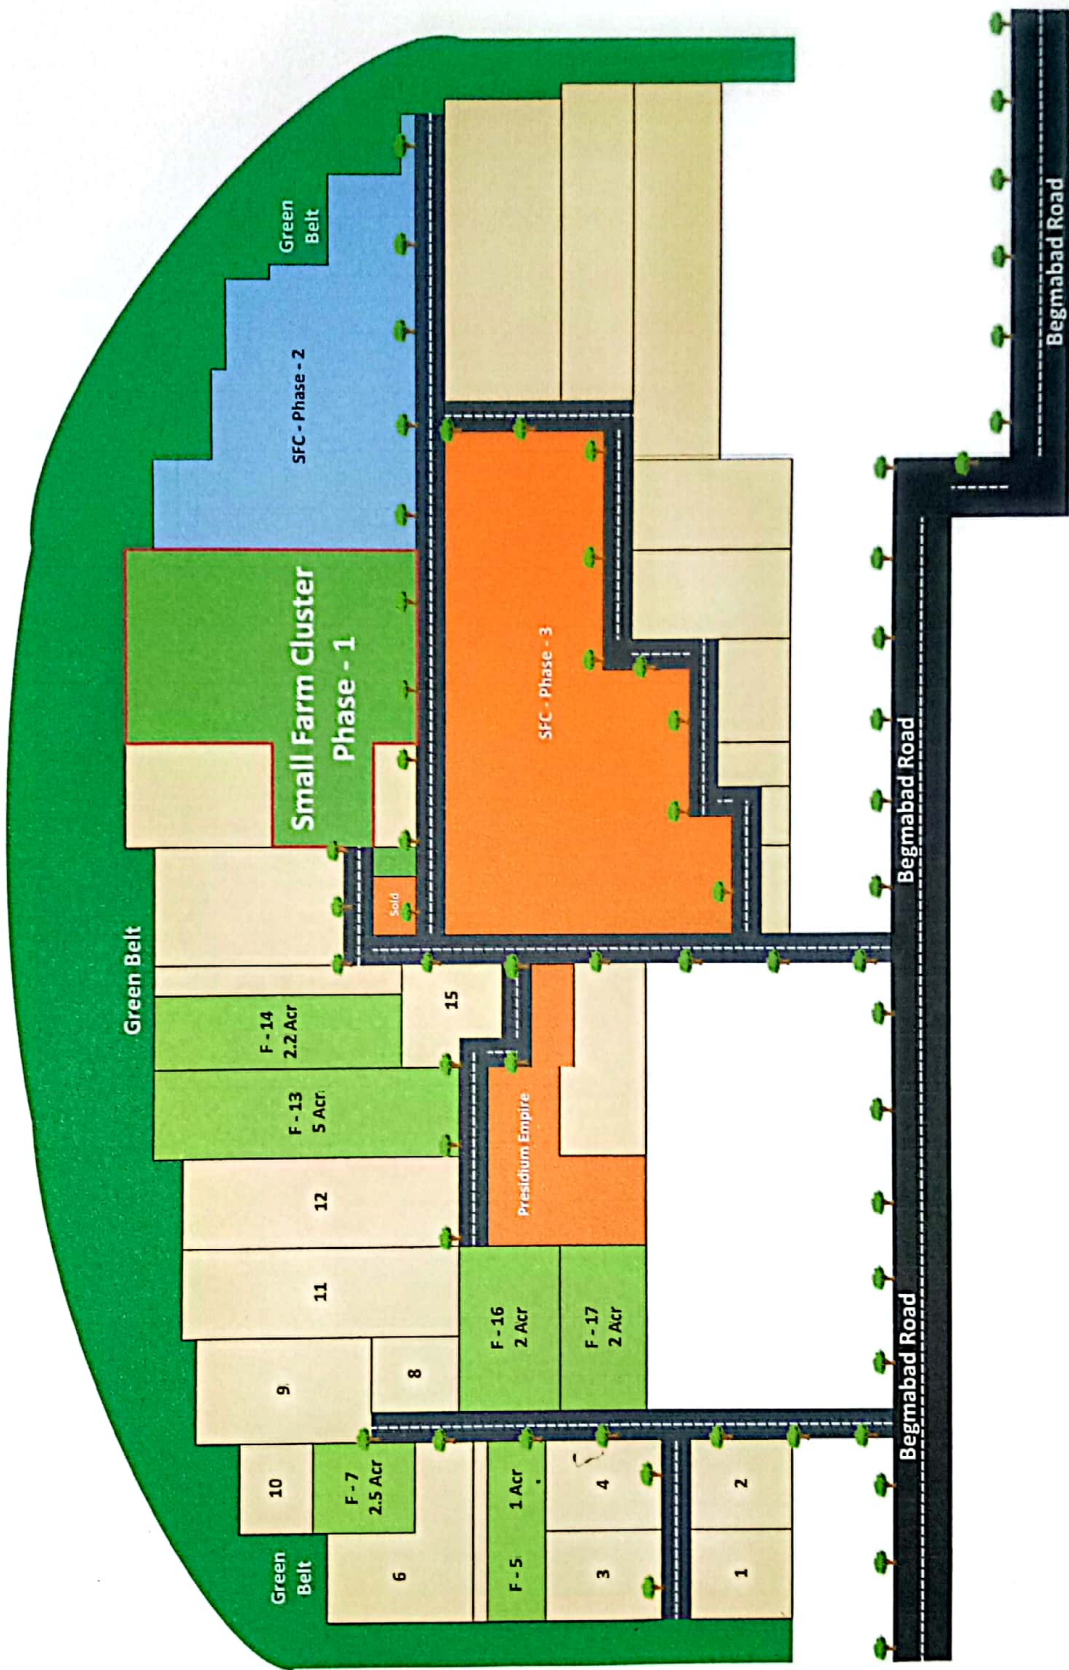 Green
Belt
Green Belt
Green
Belt
10
F - 7
2.5 Acr
6
F - 5
1 Acr
3
4
1
2
9
8
11
12
F - 13
5 Acr
F - 14
2.2 Acr
15
F - 16
2 Acr
F - 17
2 Acr
Presidium Empire
Sold
Small Farm Cluster
Phase - 1
SFC - Phase - 2
SFC - Phase - 3
Begmabad Road
Begmabad Road
Begmabad Road